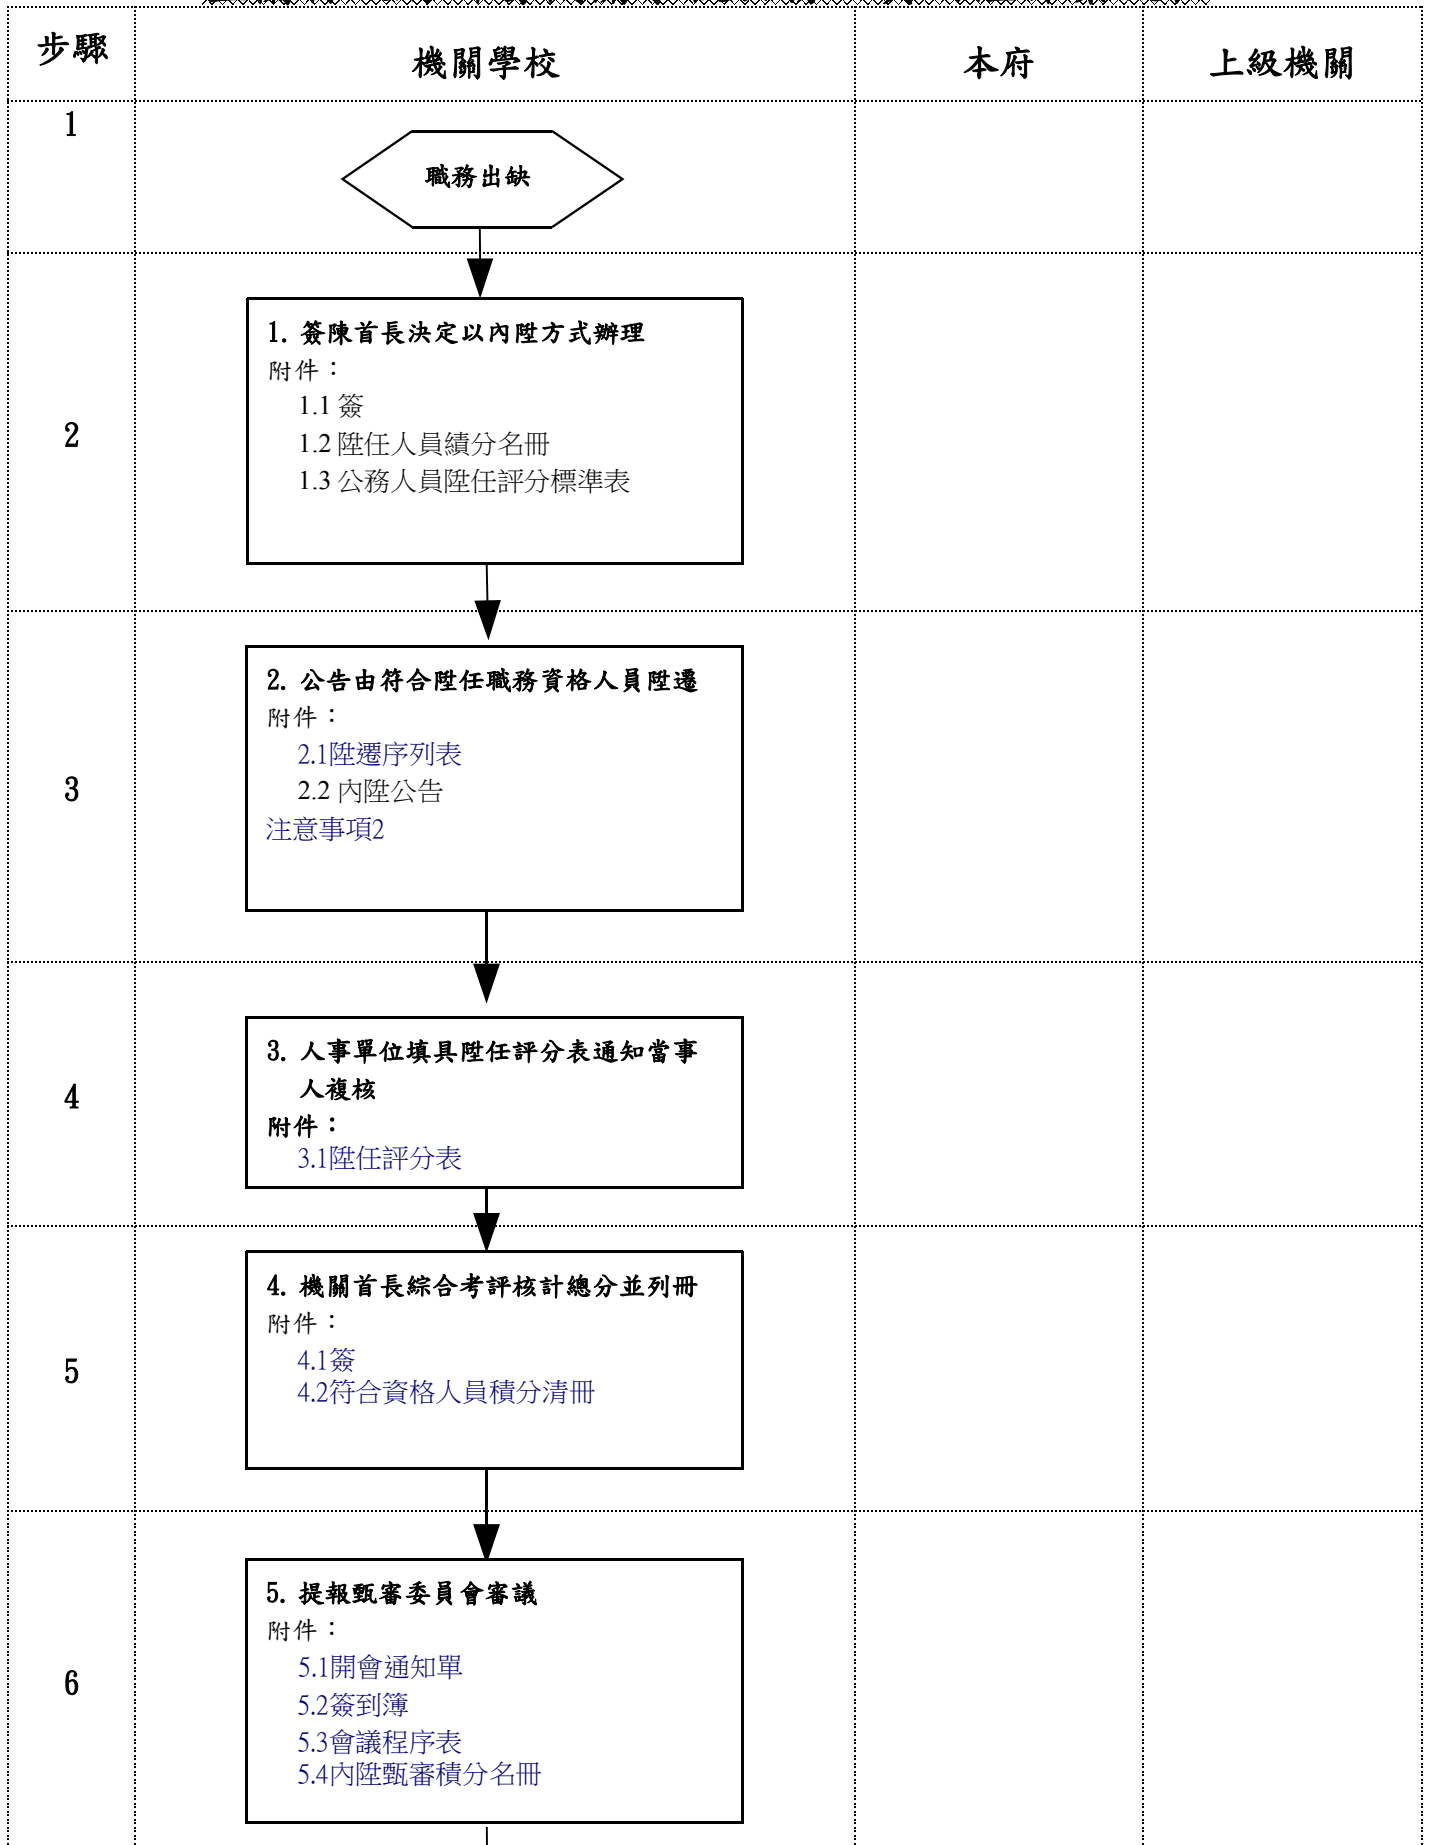 步驟
機關學校
本府
上級機關
1
職務出缺
2
1. 簽陳首長決定以內陞方式辦理
附件：
1.1 簽
1.2 陞任人員績分名冊
1.3 公務人員陞任評分標準表
3
2. 公告由符合陞任職務資格人員陞遷
附件：
2.1陞遷序列表
2.2 內陞公告
注意事項2
4
3. 人事單位填具陞任評分表通知當事
人複核
附件：
3.1陞任評分表
5
4. 機關首長綜合考評核計總分並列冊
附件：
4.1簽
4.2符合資格人員積分清冊
6
5. 提報甄審委員會審議
附件：
5.1開會通知單
5.2簽到簿
5.3會議程序表
5.4內陞甄審積分名冊